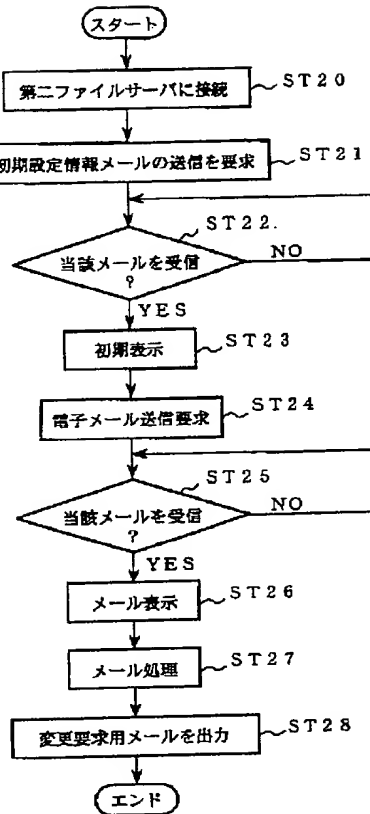 スタート
第二ファイルサーバに接続
ST20
初期設定情報メールの送信を要求
ST21
ST22.
当該メールを受信
?
NO
YES
初期表示
ST23
電子メール送信要求
ST24
ST25
当該メールを受信
?
NO
YES
メール表示
ST26
メール処理
ST27
変更要求用メールを出力
ST28
エンド